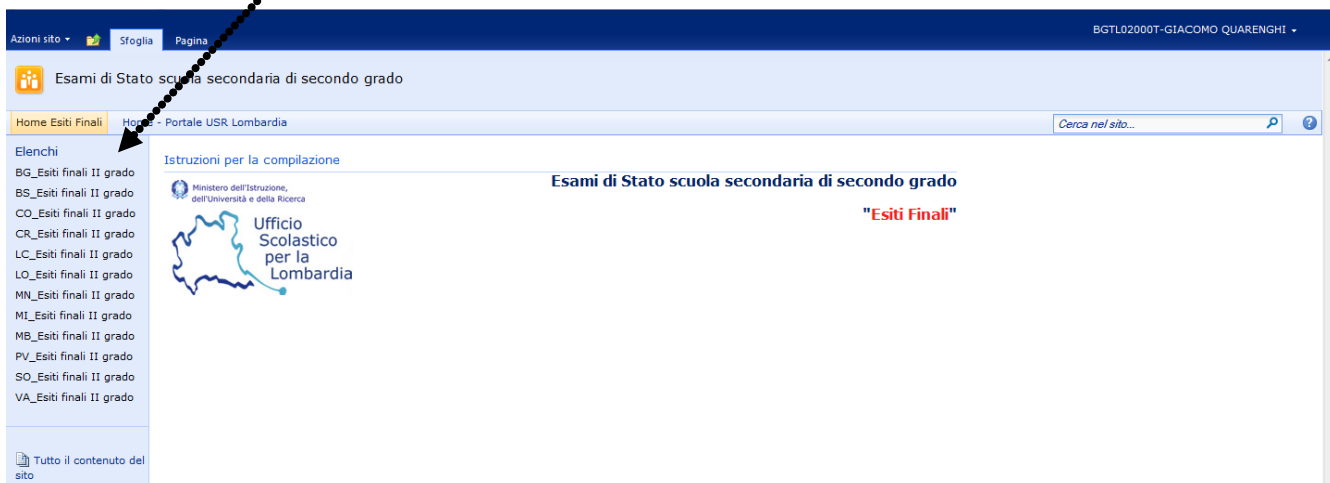 BGTL02000T-GIACOMO QUARENGHI
Azioni sito
Sfoglia
Pagina
Esami di Stato scuola secondaria di secondo grado
Home Esiti Finali
Home - Portale USR Lombardia
Cerca nel sito...
Elenchi
BG_Esiti finali II grado
BS_Esiti finali II grado
CO_Esiti finali II grado
CR_Esiti finali II grado
LC_Esiti finali II grado
LO_Esiti finali II grado
MN_Esiti finali II grado
MI_Esiti finali II grado
MB_Esiti finali II grado
PV_Esiti finali II grado
SO_Esiti finali II grado
VA_Esiti finali II grado
Tutto il contenuto del
sito
Istruzioni per la compilazione
Ministero dell'Istruzione,
dell'Università e della Ricerca
Ufficio
Scolastico
per la
Lombardia
Esami di Stato scuola secondaria di secondo grado
"Esiti Finali"